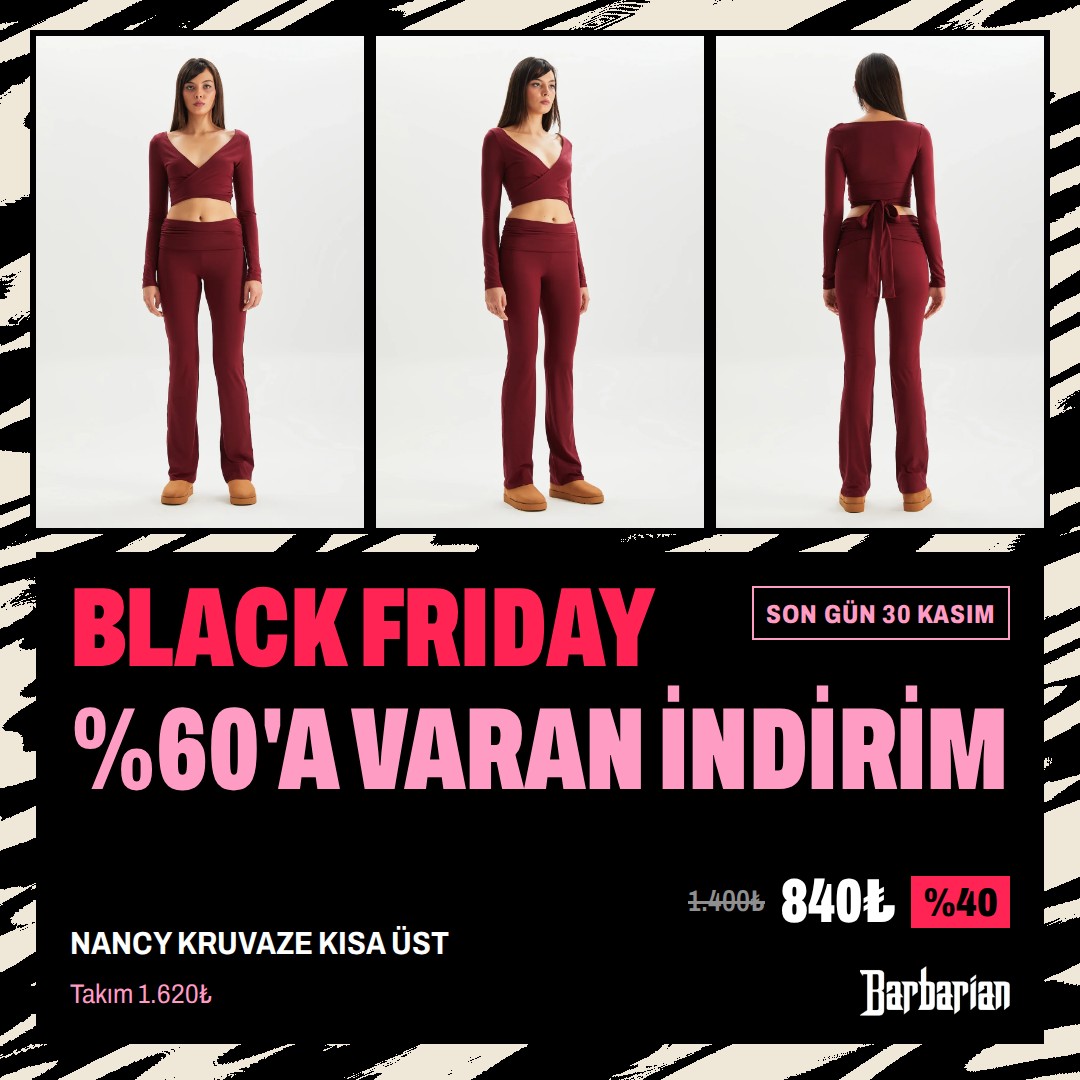 BLACK FRIDAY
SON GÜN 30 KASIM
%60'A VARAN İNDİRİM
1.400₺ 840₺ %40
NANCY KRUVAZE KISA ÜST
Takım 1.620₺
Barbarian